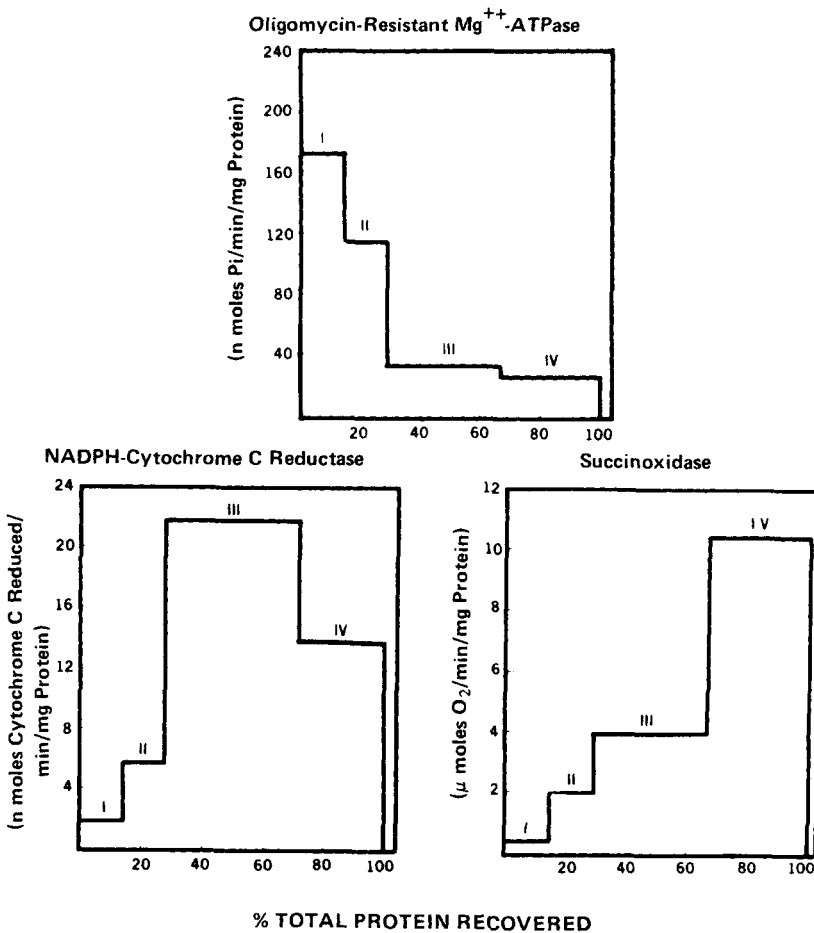 Oligomycin-Resistant Mg++-ATPase
(n moles Pi/min/mg Protein)
240
200
160
120
80
40
I
II
III
IV
20
40
60
80
100
NADPH-Cytochrome C Reductase
(n moles Cytochrome C Reduced/
min/mg Protein)
24
20
16
12
8
4
I
II
III
IV
20
40
60
80
100
Succinoxidase
(μ moles O2/min/mg Protein)
12
10
8
6
4
2
I
II
III
IV
20
40
60
80
100
% TOTAL PROTEIN RECOVERED